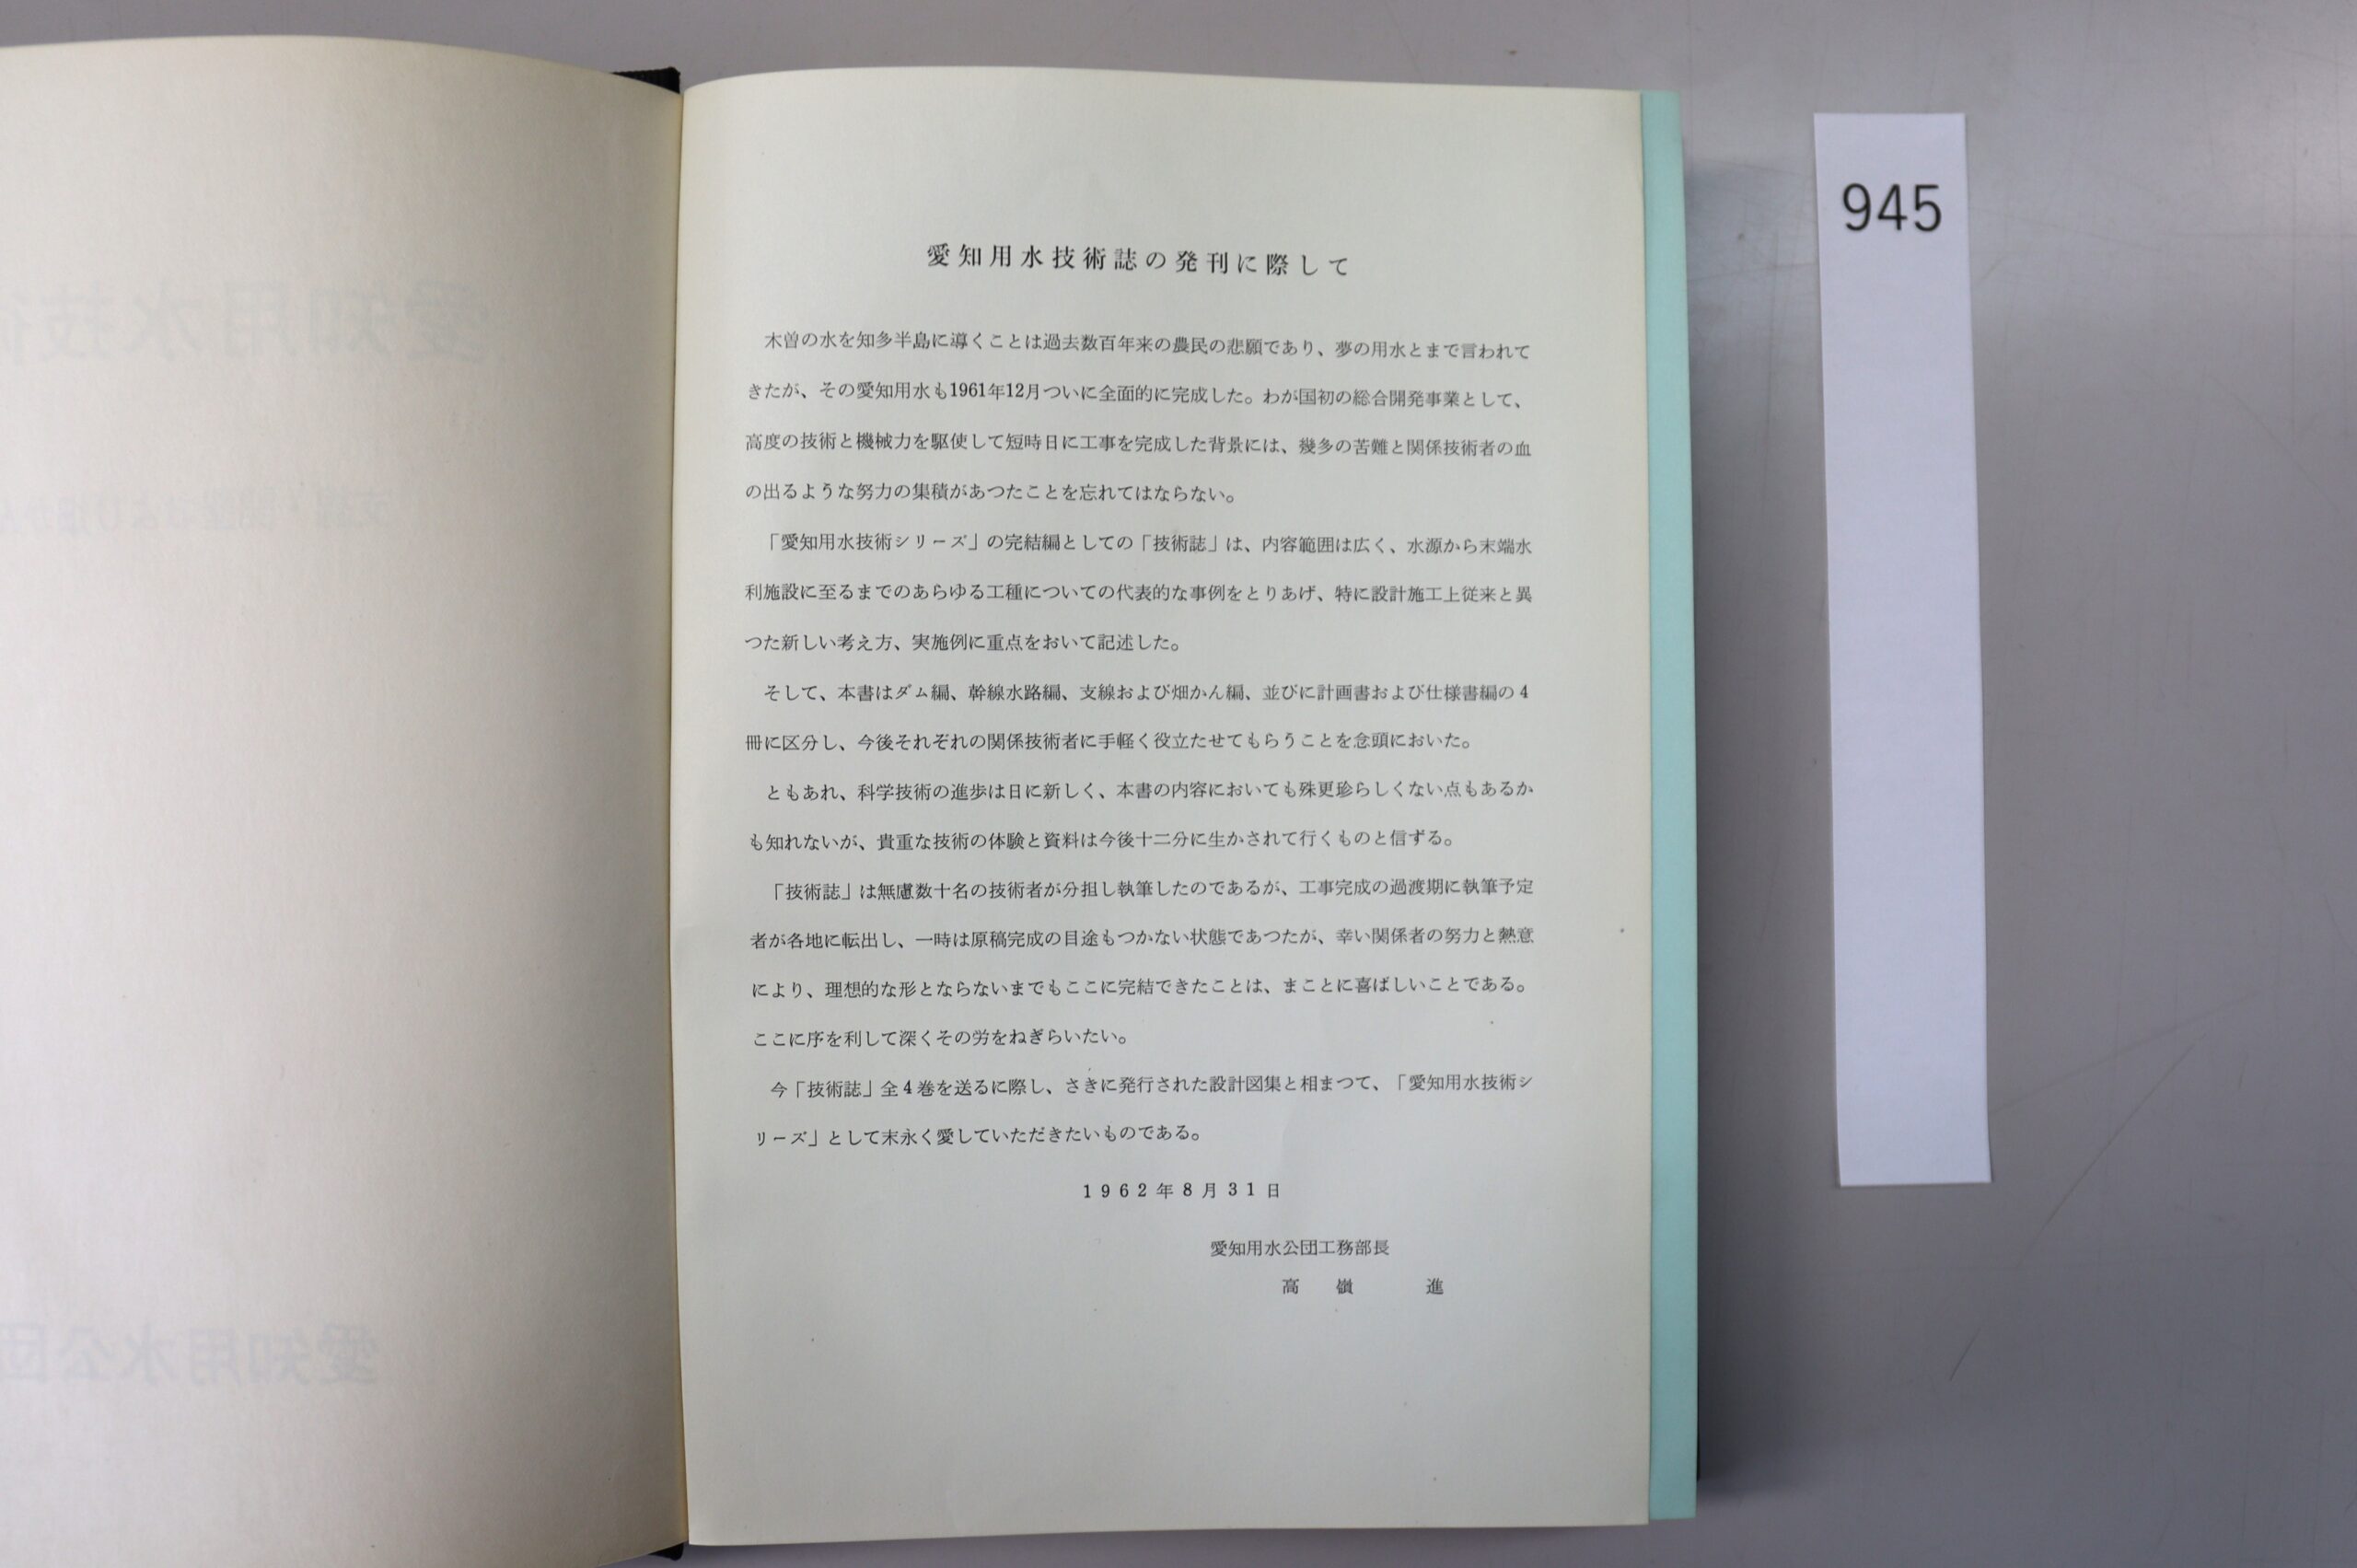 愛知用水技術誌の発刊に際して
木曽の水を知多半島に導くことは過去数百年来の農民の悲願であり、夢の用水とまで言われて
きたが、その愛知用水も1961年12月ついに全面的に完成した。わが国初の総合開発事業として、
高度の技術と機械力を駆使して短時日に工事を完成した背景には、幾多の苦難と関係技術者の血
の出るような努力の集積があつたことを忘れてはならない。
「愛知用水技術シリーズ」の完結編としての「技術誌」は、内容範囲は広く、水源から末端水
利施設に至るまでのあらゆる工種についての代表的な事例をとりあげ、特に設計施工上従来と異
つた新しい考え方、実施例に重点をおいて記述した。
そして、本書はダム編、幹線水路編、支線および畑かん編、並びに計画書および仕様書編の4
冊に区分し、今後それぞれの関係技術者に手軽く役立たせてもらうことを念頭においた。
ともあれ、科学技術の進歩は日に新しく、本書の内容においても殊更珍らしくない点もあるか
も知れないが、貴重な技術の体験と資料は今後十二分に生かされて行くものと信ずる。
「技術誌」は無慮数十名の技術者が分担し執筆したのであるが、工事完成の過渡期に執筆予定
者が各地に転出し、一時は原稿完成の目途もつかない状態であつたが、幸い関係者の努力と熱意
により、理想的な形とならないまでもここに完結できたことは、まことに喜ばしいことである。
ここに序を利して深くその労をねぎらいたい。
今「技術誌」全4巻を送るに際し、さきに発行された設計図集と相まつて、「愛知用水技術シ
リーズ」として末永く愛していただきたいものである。
1962年8月31日
愛知用水公団工務部長
高嶺 進
945